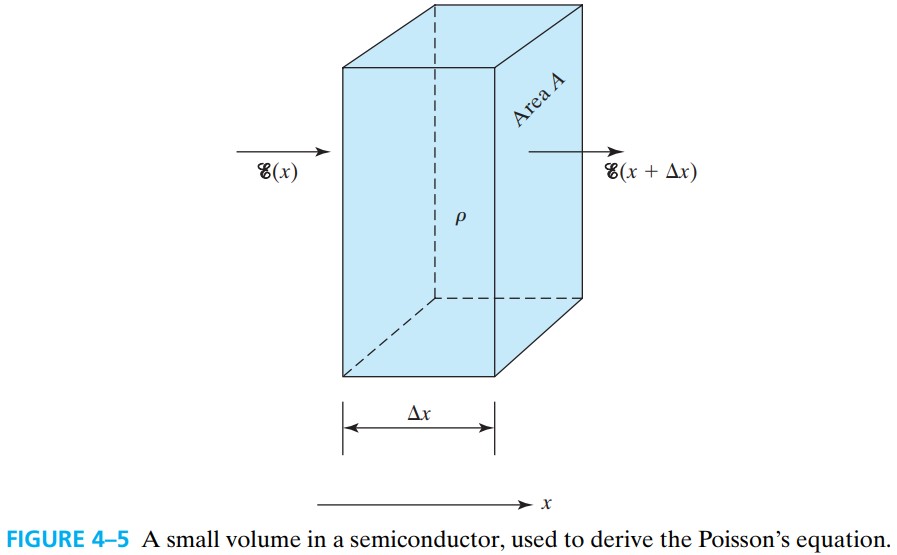 Area A
ℰ(x)
ℰ(x + Δx)
ρ
Δx
x
FIGURE 4–5 A small volume in a semiconductor, used to derive the Poisson’s equation.